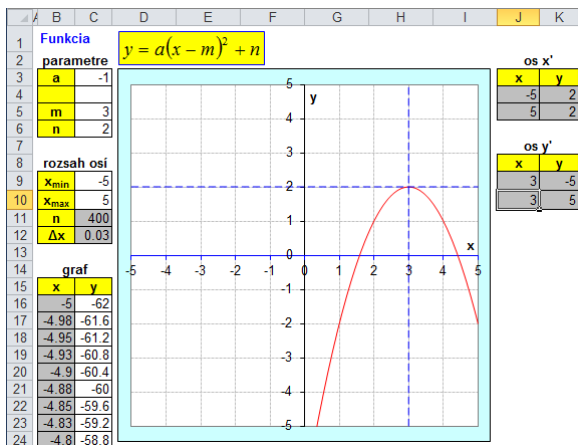 A B C D E F G H I J K
1 Funkcia y = a(x − m)² + n
2 parametre os x'
3 a -1 x y
4 -5 2
5 m 3 5 2
6 n 2
7 os y'
8 rozsah osí x y
9 xmin -5 3 -5
10 xmax 5 3 5
11 n 400
12 Δx 0.03
13
14 graf
15 x y
16 -5 -62
17 -4.98 -61.6
18 -4.95 -61.2
19 -4.93 -60.8
20 -4.9 -60.4
21 -4.88 -60
22 -4.85 -59.6
23 -4.83 -59.2
24 -4.8 -58.8
y
5
4
3
2
1
0
-1
-2
-3
-4
-5
x
-5 -4 -3 -2 -1 0 1 2 3 4 5